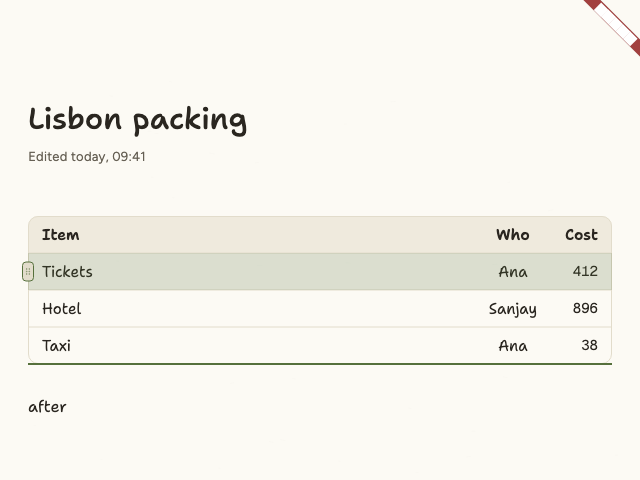 Lisbon packing
Edited today, 09:41
Item Who Cost
Tickets Ana 412
Hotel Sanjay 896
Taxi Ana 38
after